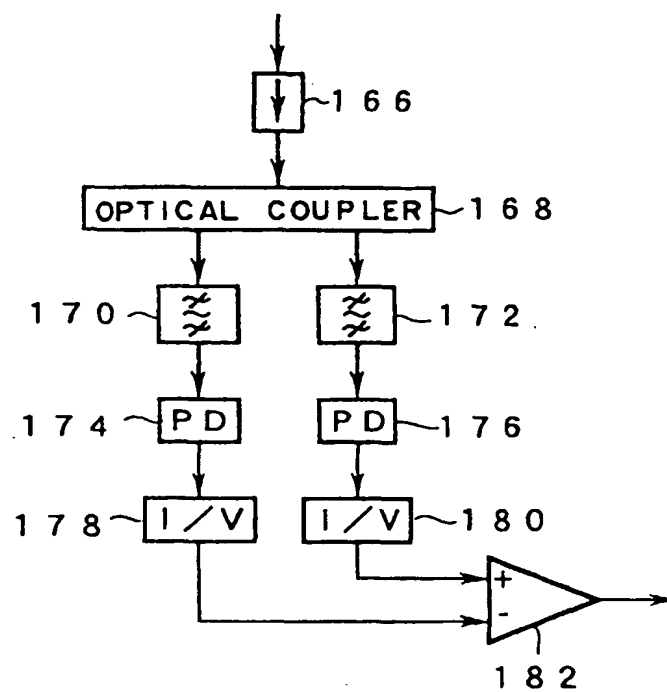 166
OPTICAL COUPLER 168
170 172
174 PD PD 176
178 I/V I/V 180
+
-
182